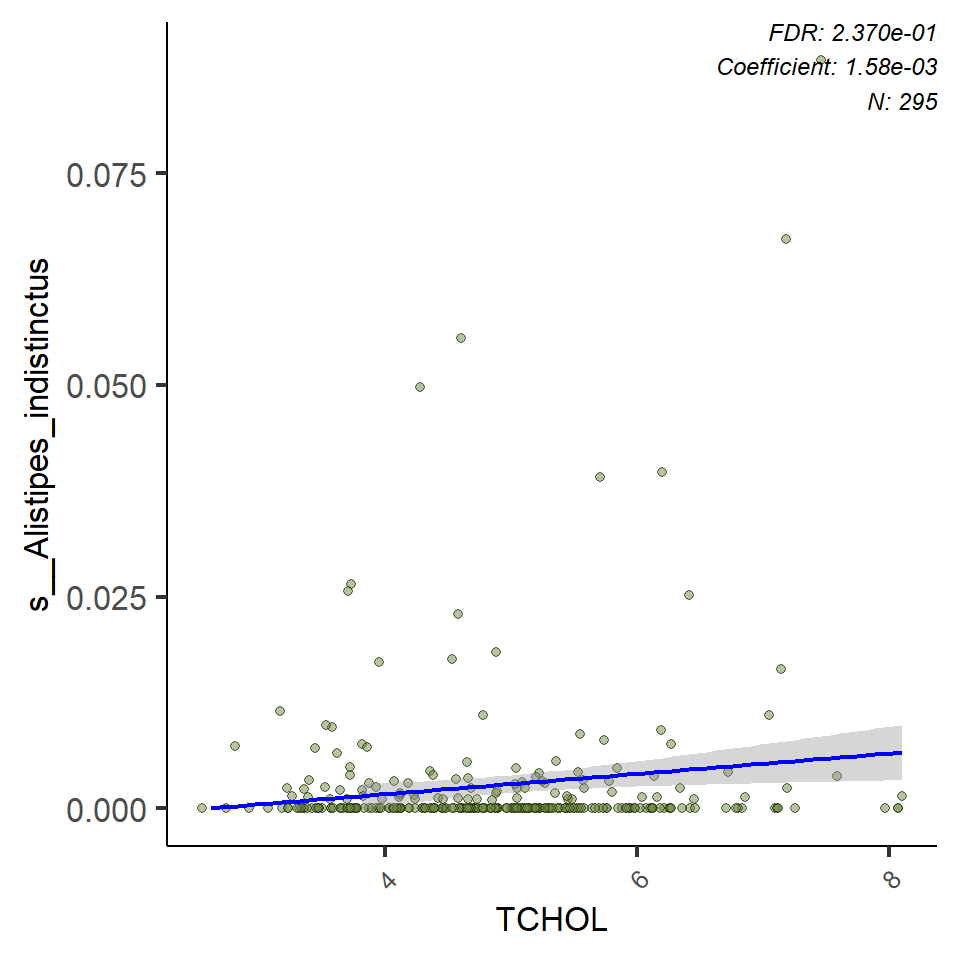 FDR: 2.370e-01
Coefficient: 1.58e-03
N: 295
0.075
0.050
0.025
0.000
s__Alistipes_indistinctus
4
6
8
TCHOL